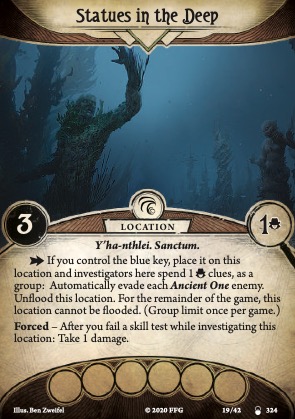 Statues in the Deep
3
LOCATION
1
Y'ha-nthlei. Sanctum.
If you control the blue key, place it on this
location and investigators here spend 1 clues, as a
group: Automatically evade each Ancient One enemy.
Unflood this location. For the remainder of the game, this
location cannot be flooded. (Group limit once per game.)
Forced – After you fail a skill test while investigating this
location: Take 1 damage.
Illus. Ben Zweifel
© 2020 FFG
19/42
324